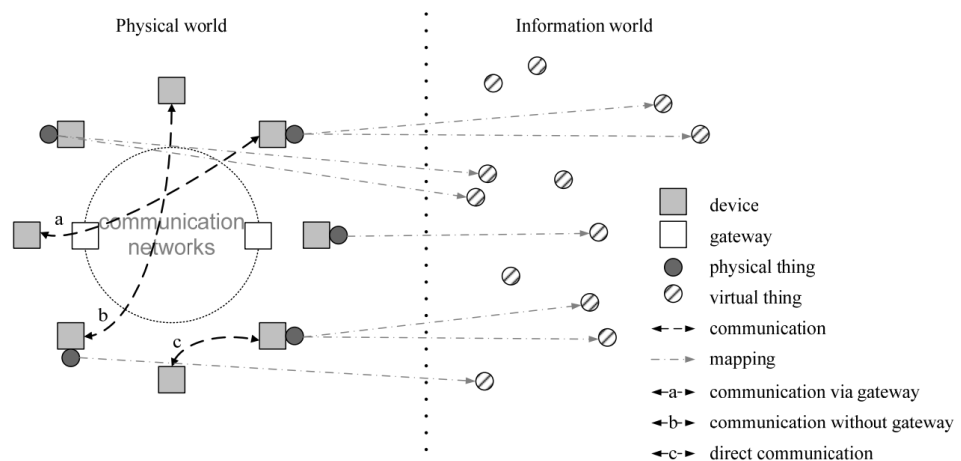 Physical world
Information world
a
communication
networks
b
c
device
gateway
physical thing
virtual thing
communication
mapping
a communication via gateway
b communication without gateway
c direct communication